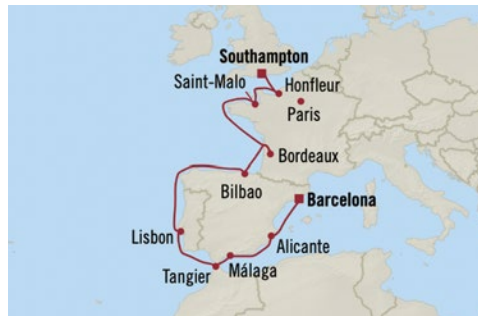 Southampton
Saint-Malo
Honfleur
Paris
Bordeaux
Bilbao
Barcelona
Lisbon
Alicante
Málaga
Tangier